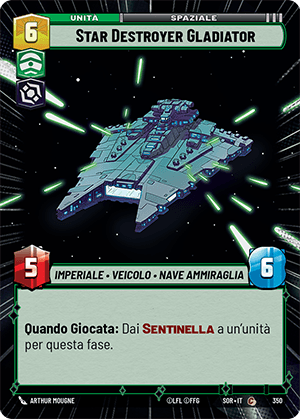 6
UNITÀ
SPAZIALE
STAR DESTROYER GLADIATOR
5
IMPERIALE • VEICOLO • NAVE AMMIRAGLIA
6
Quando Giocata: Dai SENTINELLA a un'unità
per questa fase.
ARTHUR MOUGNE
©LFL ©FFG
SOR • IT
C
350